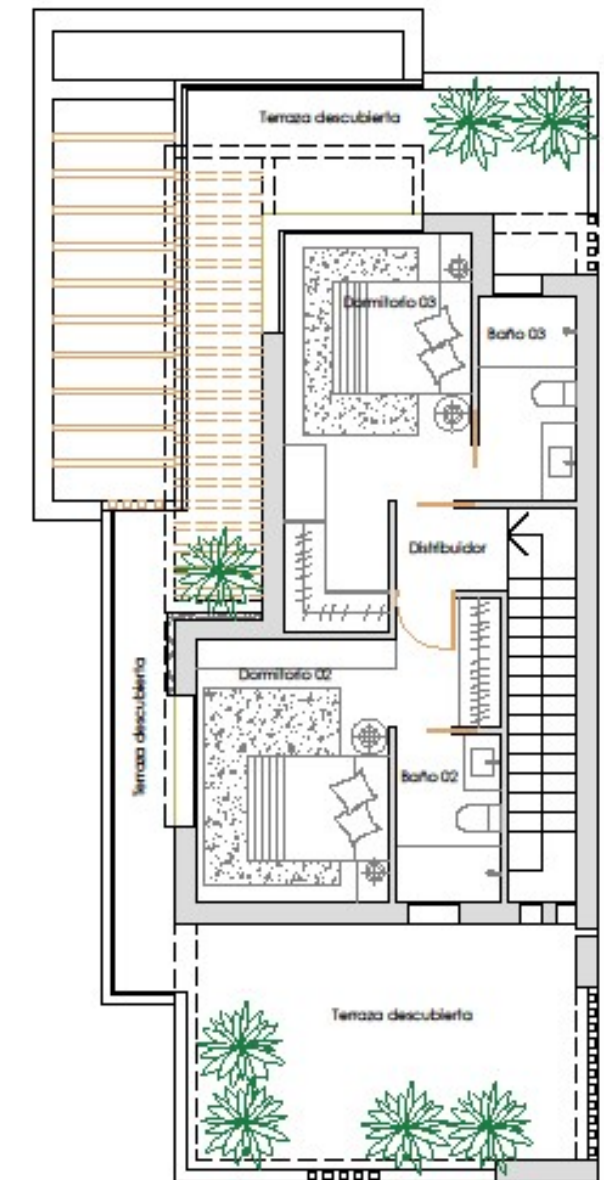 Terraza descubierta
Dormitorio 03
Baño 03
Distribuidor
Dormitorio 02
Terraza descubierta
Baño 02
Terraza descubierta